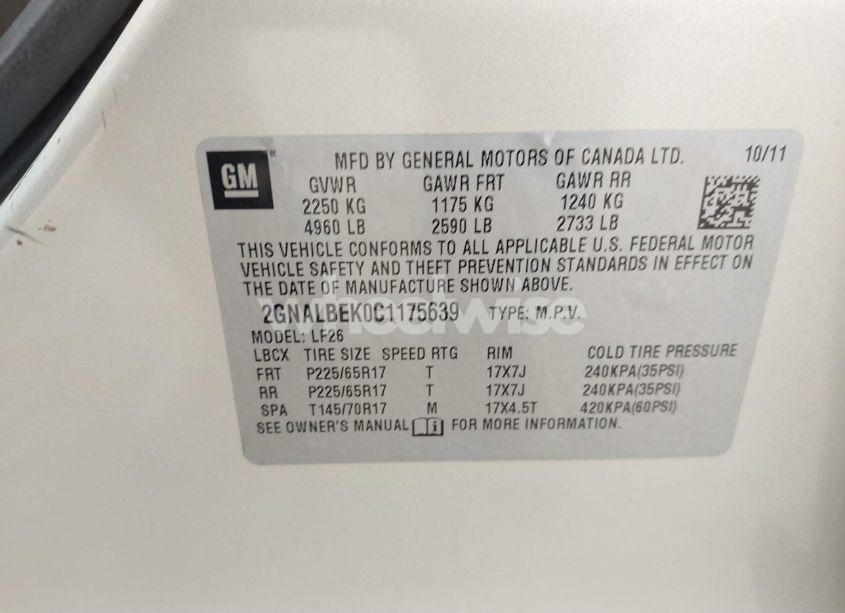 GM
MFD BY GENERAL MOTORS OF CANADA LTD. 10/11
GVWR GAWR FRT GAWR RR
2250 KG 1175 KG 1240 KG
4960 LB 2590 LB 2733 LB
THIS VEHICLE CONFORMS TO ALL APPLICABLE U.S. FEDERAL MOTOR
VEHICLE SAFETY AND THEFT PREVENTION STANDARDS IN EFFECT ON
THE DATE OF MANUFACTURE SHOWN ABOVE.
2GNALBEK0C1175639 TYPE: M.P.V.
wheelwise
MODEL: LF26
LBCX TIRE SIZE SPEED RTG RIM COLD TIRE PRESSURE
FRT P225/65R17 T 17X7J 240KPA(35PSI)
RR P225/65R17 T 17X7J 240KPA(35PSI)
SPA T145/70R17 M 17X4.5T 420KPA(60PSI)
SEE OWNER'S MANUAL FOR MORE INFORMATION.